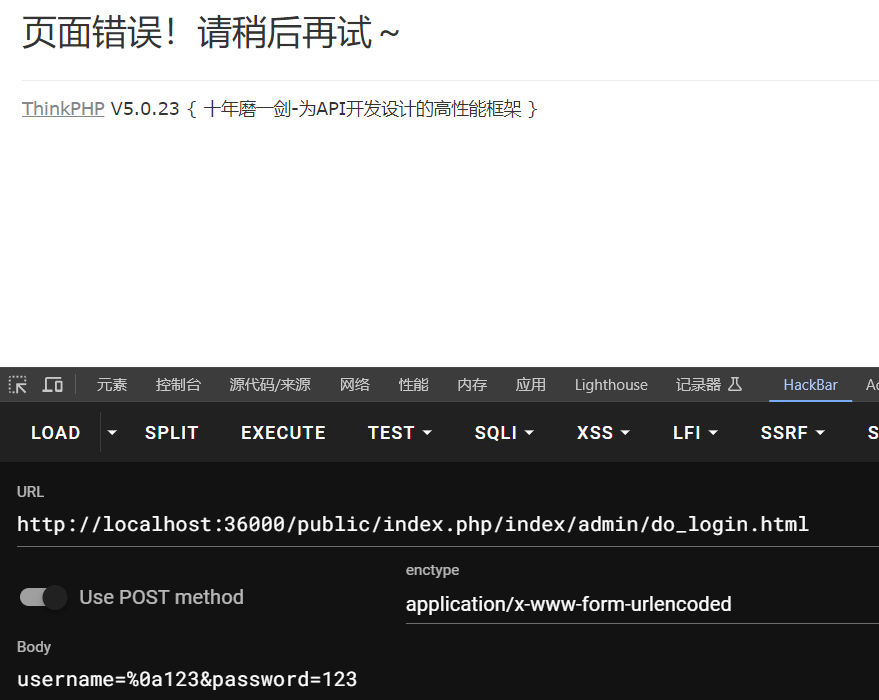 页面错误！请稍后再试～
ThinkPHP V5.0.23 { 十年磨一剑-为API开发设计的高性能框架 }
元素 控制台 源代码/来源 网络 性能 内存 应用 Lighthouse 记录器 HackBar
LOAD SPLIT EXECUTE TEST SQLI XSS LFI SSRF
URL
http://localhost:36000/public/index.php/index/admin/do_login.html
enctype
Use POST method
application/x-www-form-urlencoded
Body
username=%0a123&password=123